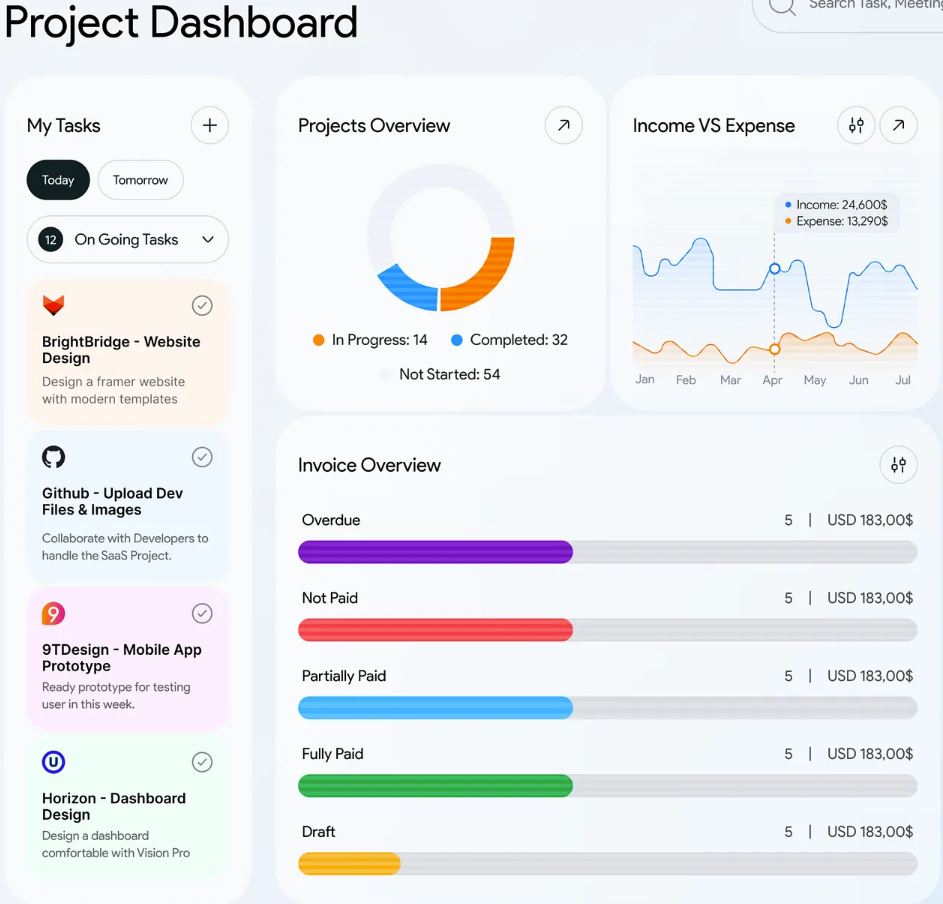 Project Dashboard
Search Task, Meeting
My Tasks
Today
Tomorrow
12 On Going Tasks
BrightBridge - Website
Design
Design a framer website
with modern templates
Github - Upload Dev
Files & Images
Collaborate with Developers to
handle the SaaS Project.
9
9TDesign - Mobile App
Prototype
Ready prototype for testing
user in this week.
U
Horizon - Dashboard
Design
Design a dashboard
comfortable with Vision Pro
Projects Overview
In Progress: 14
Completed: 32
Not Started: 54
Income VS Expense
Income: 24,600$
Expense: 13,290$
Jan Feb Mar Apr May Jun Jul
Invoice Overview
Overdue 5 | USD 183,00$
Not Paid 5 | USD 183,00$
Partially Paid 5 | USD 183,00$
Fully Paid 5 | USD 183,00$
Draft 5 | USD 183,00$